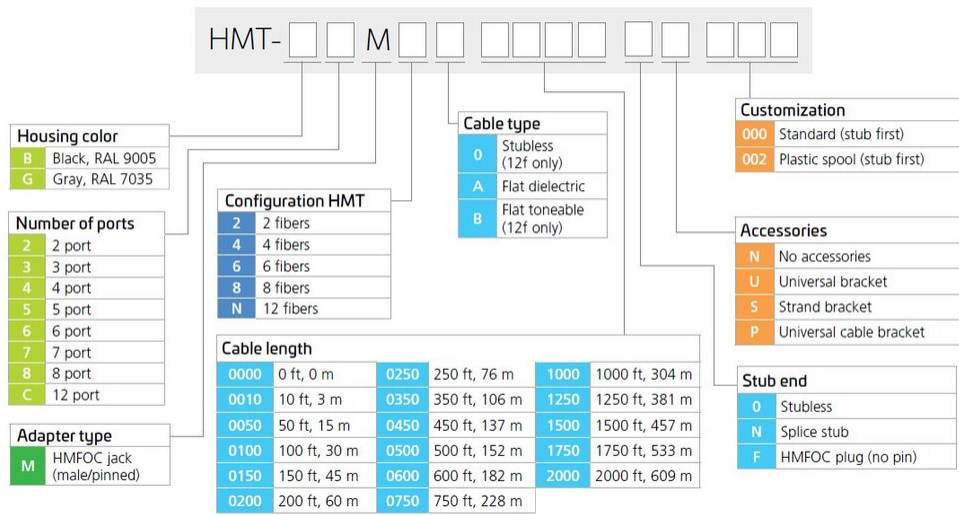 HMT- M
Housing color
B Black, RAL 9005
G Gray, RAL 7035
Number of ports
2 2 port
3 3 port
4 4 port
5 5 port
6 6 port
7 7 port
8 8 port
C 12 port
Adapter type
M HMFOC jack
(male/pinned)
Configuration HMT
2 2 fibers
4 4 fibers
6 6 fibers
8 8 fibers
N 12 fibers
Cable type
0 Stubless
(12f only)
A Flat dielectric
B Flat toneable
(12f only)
Cable length
0000 0 ft, 0 m 0250 250 ft, 76 m 1000 1000 ft, 304 m
0010 10 ft, 3 m 0350 350 ft, 106 m 1250 1250 ft, 381 m
0050 50 ft, 15 m 0450 450 ft, 137 m 1500 1500 ft, 457 m
0100 100 ft, 30 m 0500 500 ft, 152 m 1750 1750 ft, 533 m
0150 150 ft, 45 m 0600 600 ft, 182 m 2000 2000 ft, 609 m
0200 200 ft, 60 m 0750 750 ft, 228 m
Customization
000 Standard (stub first)
002 Plastic spool (stub first)
Accessories
N No accessories
U Universal bracket
S Strand bracket
P Universal cable bracket
Stub end
0 Stubless
N Splice stub
F HMFOC plug (no pin)